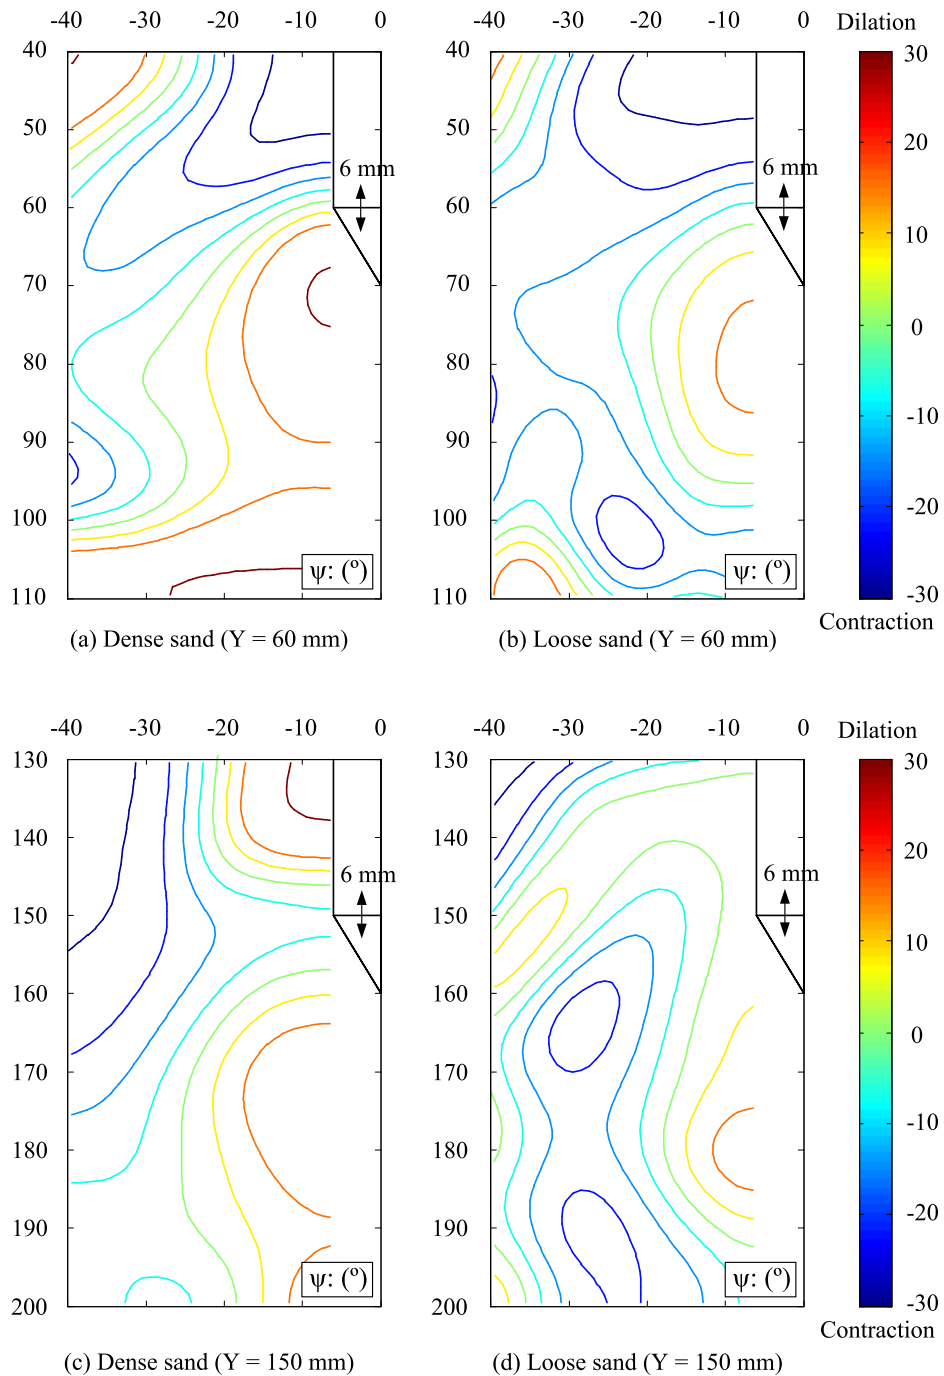 -40 -30 -20 -10 0
-40 -30 -20 -10 0
Dilation
40
50
60
70
80
90
100
110
6 mm
ψ: (º)
40
50
60
70
80
90
100
110
6 mm
ψ: (º)
30
20
10
0
-10
-20
-30
Contraction
(a) Dense sand (Y = 60 mm)
(b) Loose sand (Y = 60 mm)
-40 -30 -20 -10 0
-40 -30 -20 -10 0
Dilation
130
140
150
160
170
180
190
200
6 mm
ψ: (º)
130
140
150
160
170
180
190
200
6 mm
ψ: (º)
30
20
10
0
-10
-20
-30
Contraction
(c) Dense sand (Y = 150 mm)
(d) Loose sand (Y = 150 mm)